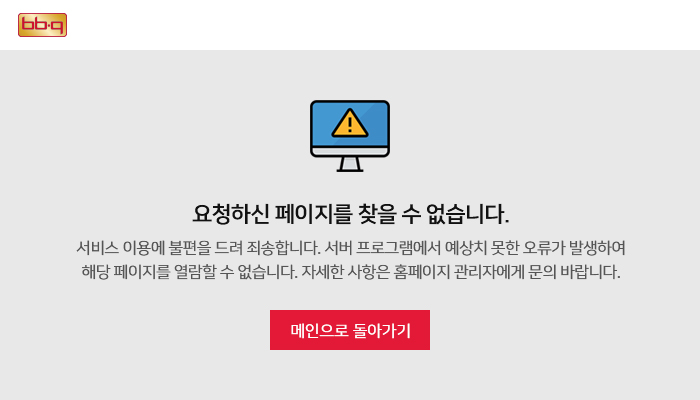 bb.q
요청하신 페이지를 찾을 수 없습니다.
서비스 이용에 불편을 드려 죄송합니다. 서버 프로그램에서 예상치 못한 오류가 발생하여
해당 페이지를 열람할 수 없습니다. 자세한 사항은 홈페이지 관리자에게 문의 바랍니다.
메인으로 돌아가기